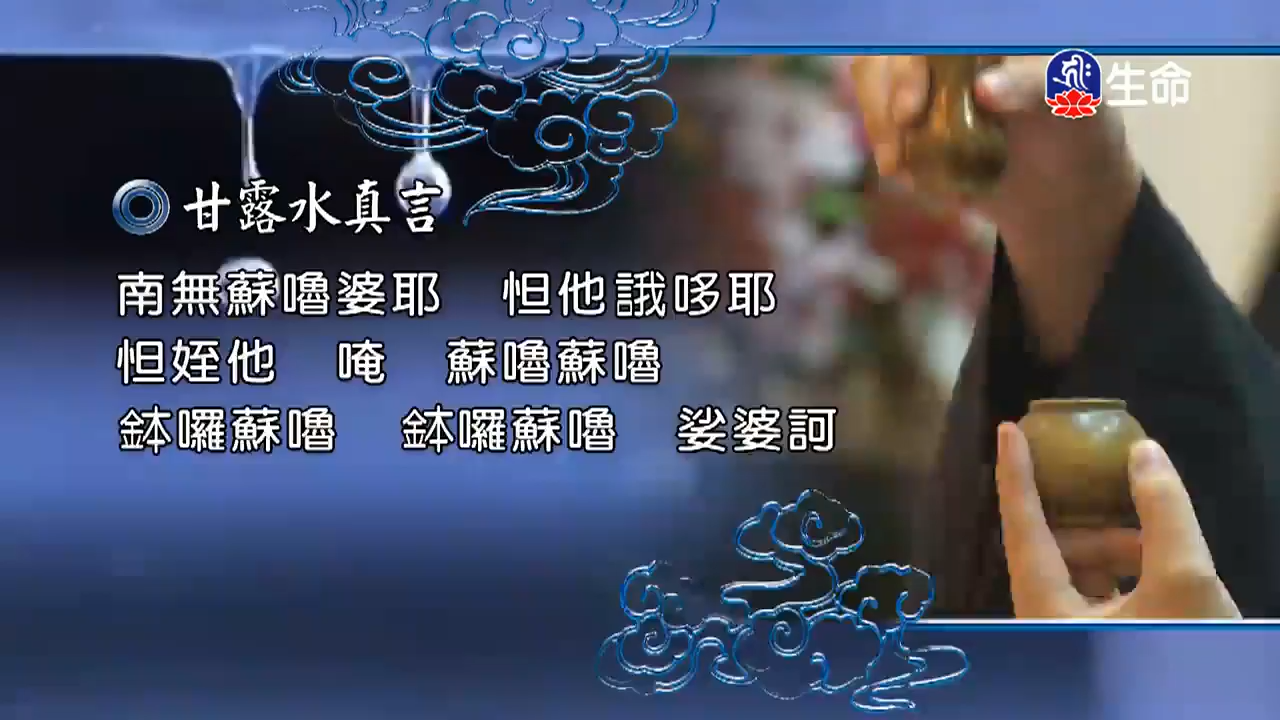 生命
甘露水真言
南無蘇嚕婆耶 怛他誐哆耶
怛姪他 唵 蘇嚕蘇嚕
鉢囉蘇嚕 鉢囉蘇嚕 娑婆訶